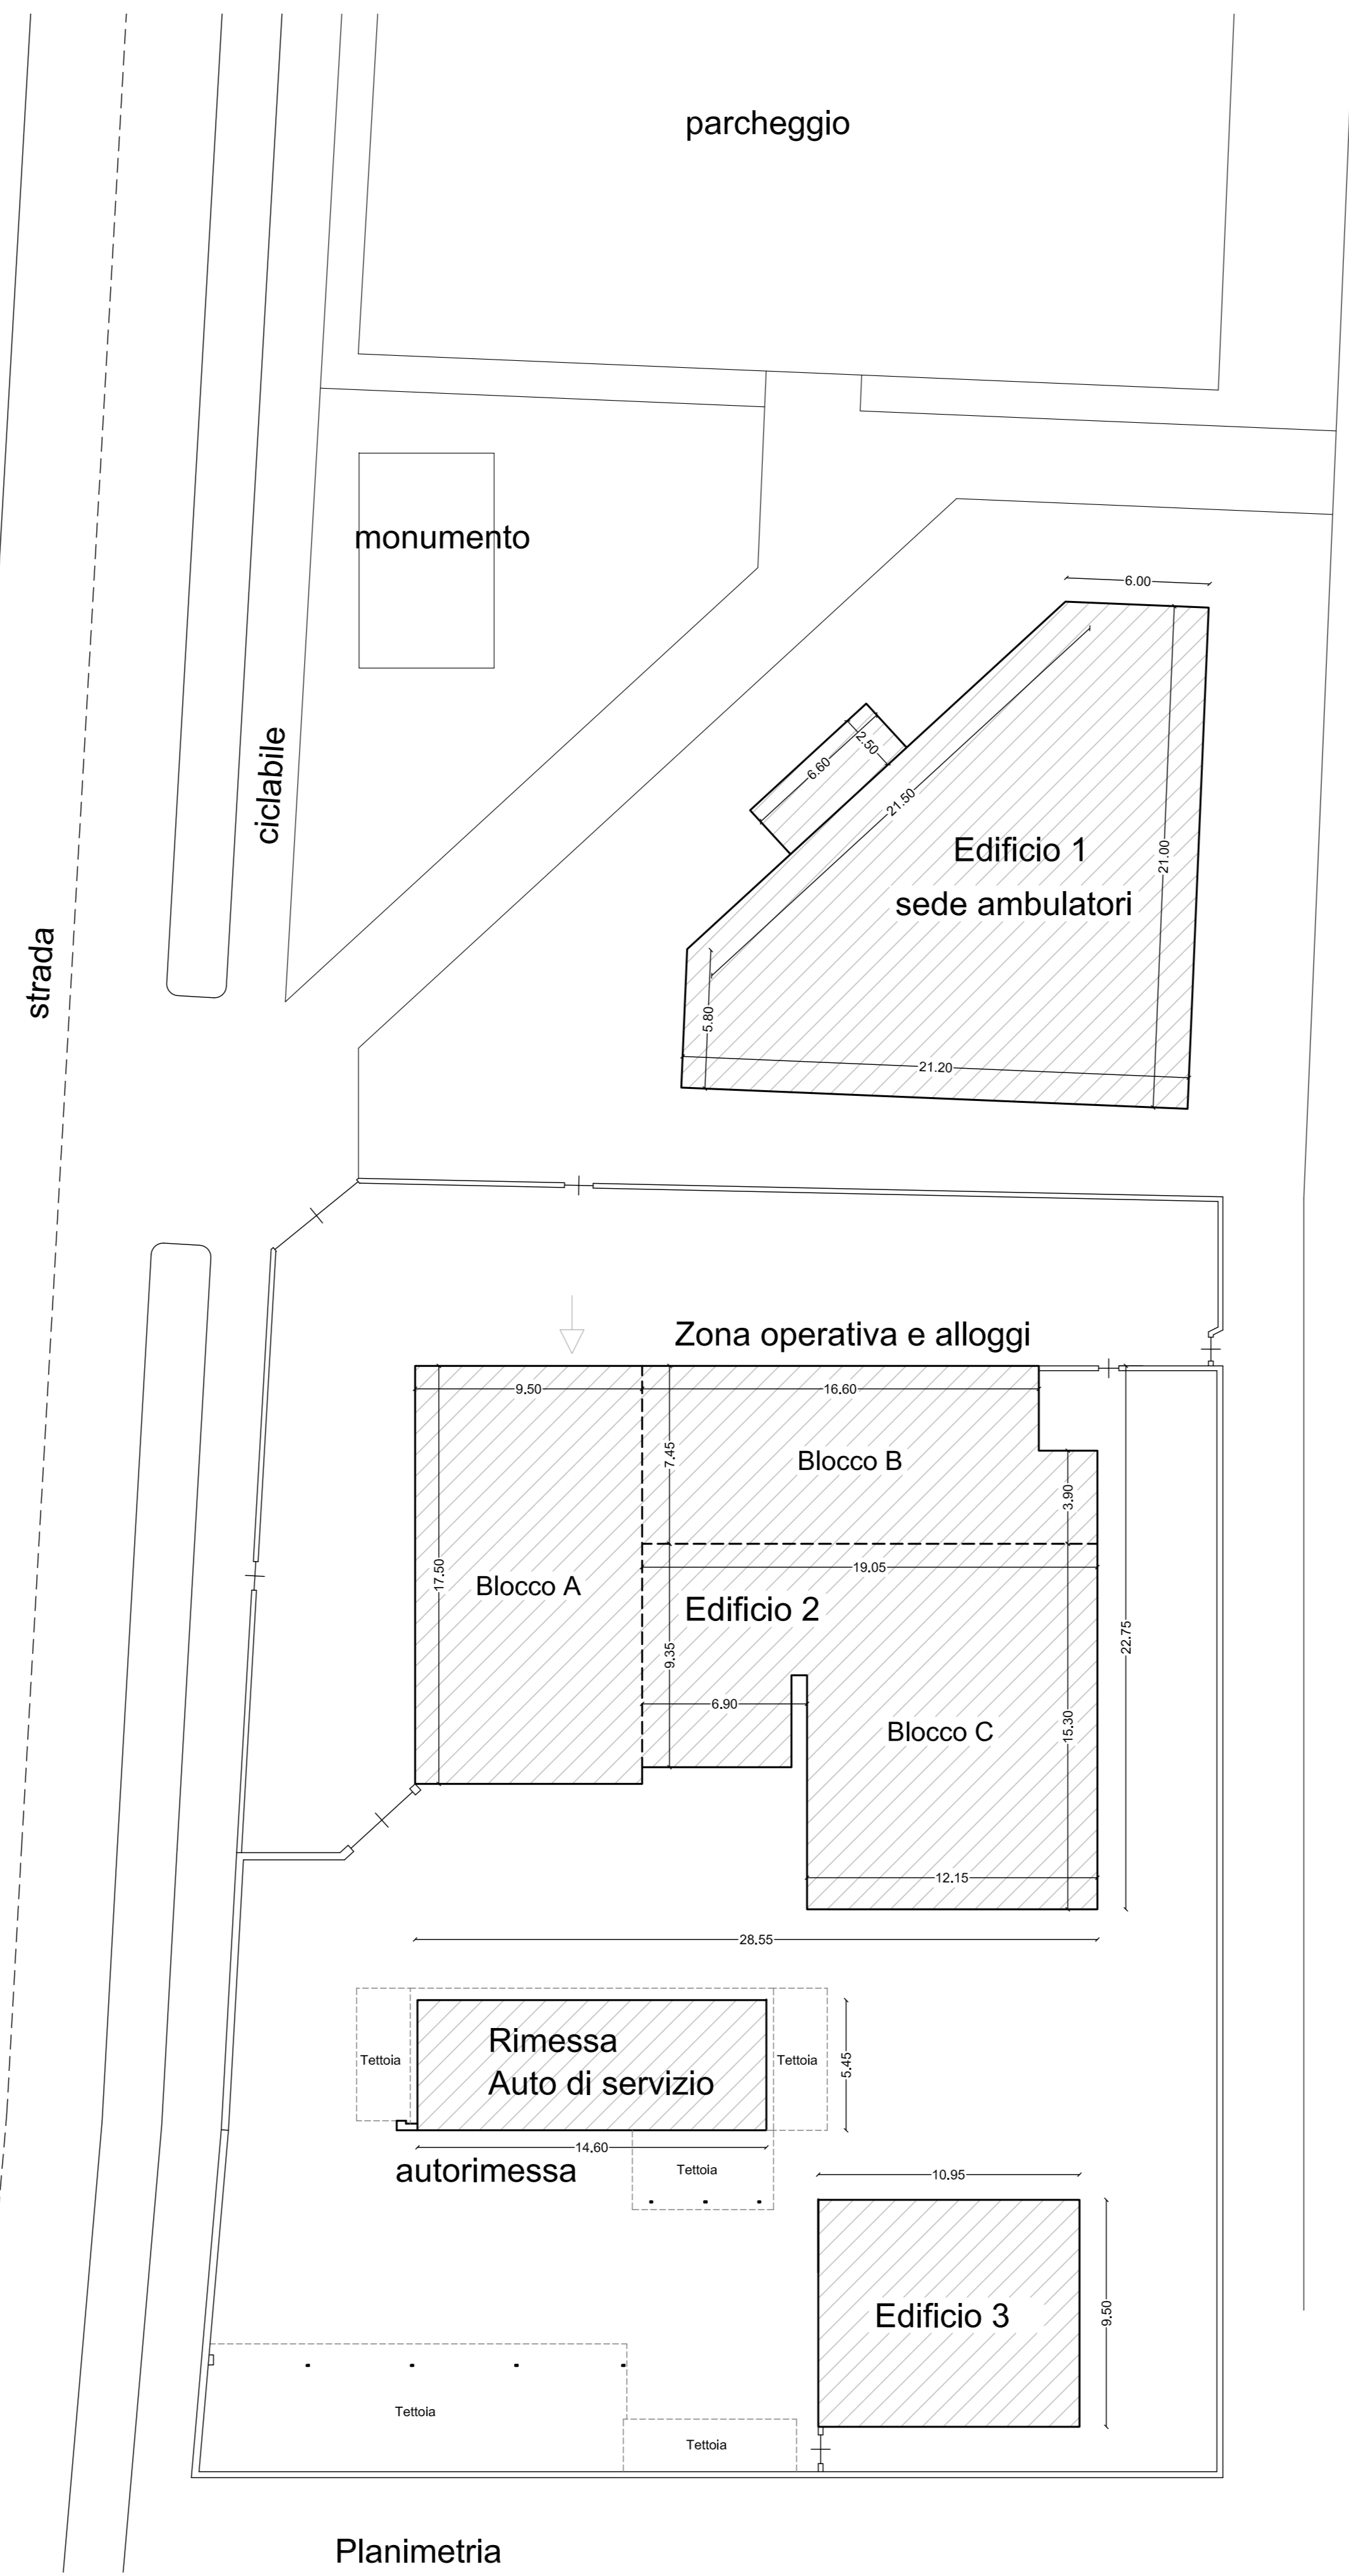 parcheggio
monumento
6.00
2.50
6.60
21.50
ciclabile
Edificio 1
21.00
sede ambulatori
strada
5.80
21.20
Zona operativa e alloggi
9.50
16.60
7.45
Blocco B
3.90
17.50
19.05
Blocco A
Edificio 2
22.75
9.35
6.90
Blocco C
15.30
12.15
28.55
Rimessa
Tettoia
Tettoia
5.45
Auto di servizio
14.60
autorimessa
Tettoia
10.95
Edificio 3
9.50
Tettoia
Tettoia
Planimetria